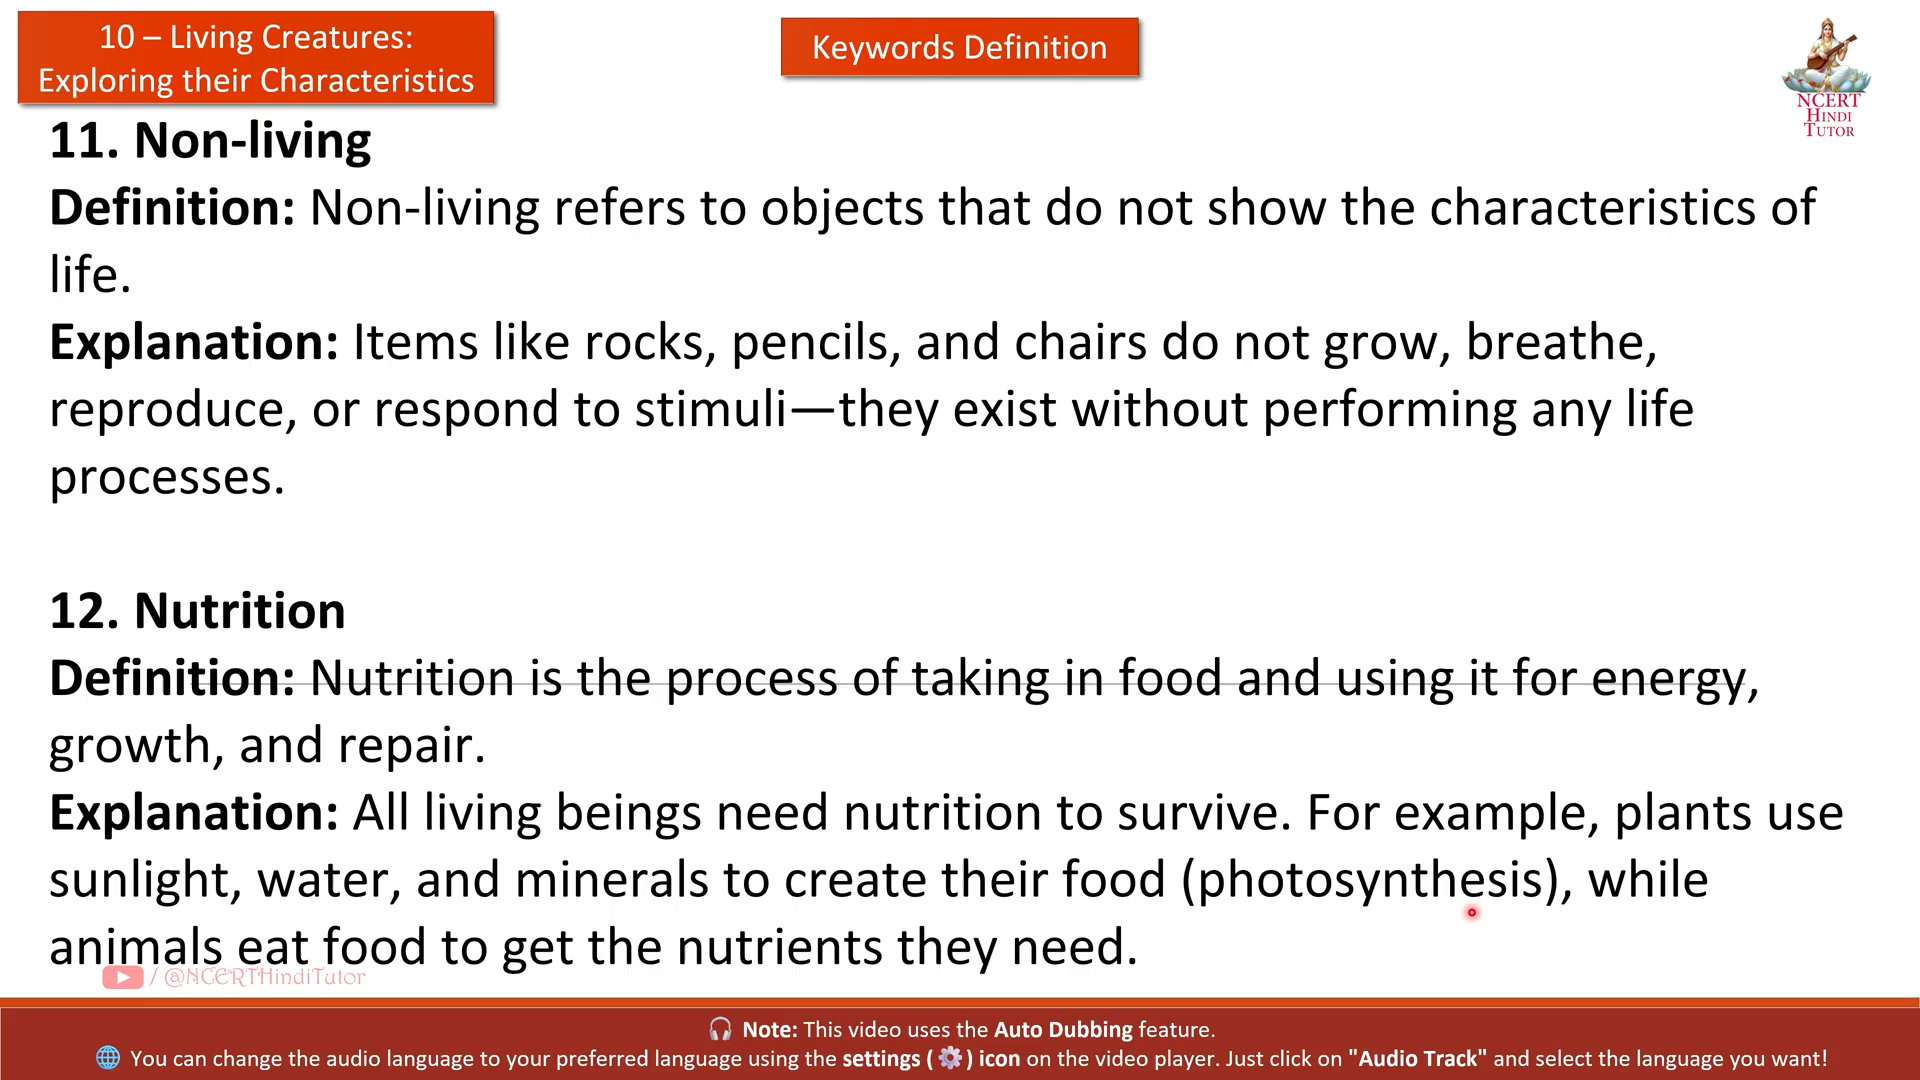 10 – Living Creatures:
Exploring their Characteristics
Keywords Definition
NCERT
HINDI
TUTOR
11. Non-living
Definition: Non-living refers to objects that do not show the characteristics of
life.
Explanation: Items like rocks, pencils, and chairs do not grow, breathe,
reproduce, or respond to stimuli—they exist without performing any life
processes.
12. Nutrition
Definition: Nutrition is the process of taking in food and using it for energy,
growth, and repair.
Explanation: All living beings need nutrition to survive. For example, plants use
sunlight, water, and minerals to create their food (photosynthesis), while
animals eat food to get the nutrients they need.
/ @NCERTHindiTutor
🎧 Note: This video uses the Auto Dubbing feature.
🌐 You can change the audio language to your preferred language using the settings ( ⚙️ ) icon on the video player. Just click on "Audio Track" and select the language you want!